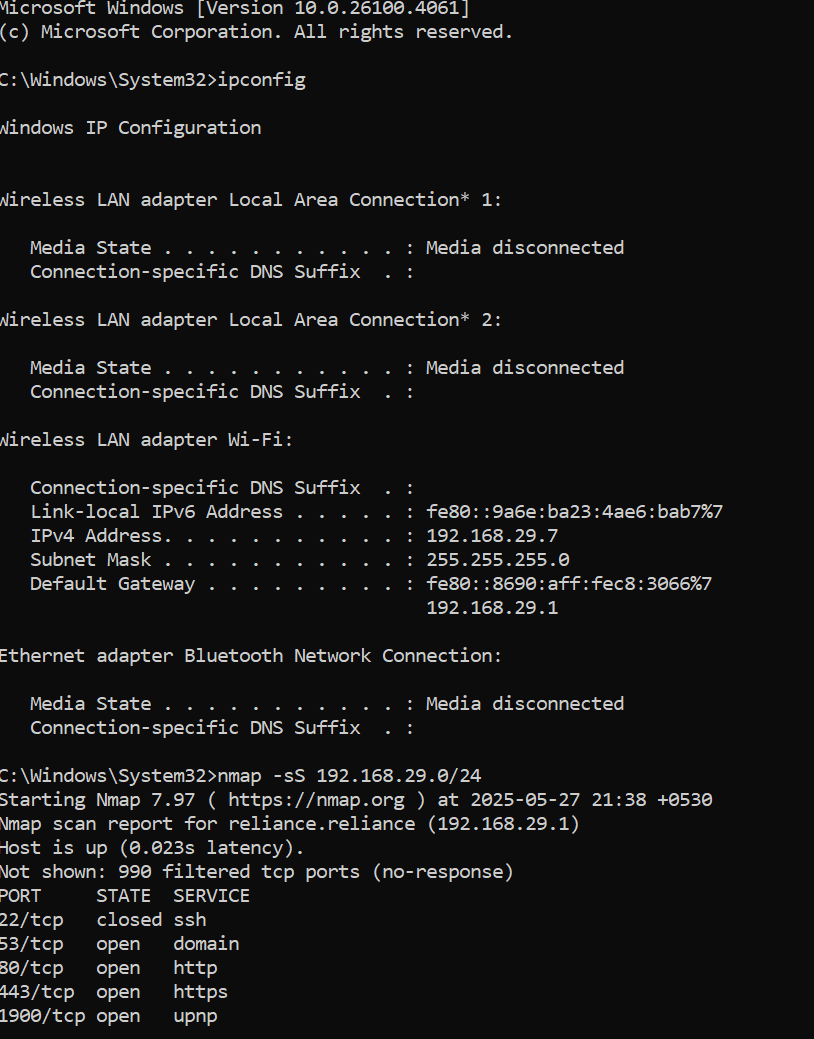 Microsoft Windows [Version 10.0.26100.4061]
(c) Microsoft Corporation. All rights reserved.
C:\Windows\System32>ipconfig
Windows IP Configuration
Wireless LAN adapter Local Area Connection* 1:
Media State . . . . . . . . . . . : Media disconnected
Connection-specific DNS Suffix  . :
Wireless LAN adapter Local Area Connection* 2:
Media State . . . . . . . . . . . : Media disconnected
Connection-specific DNS Suffix  . :
Wireless LAN adapter Wi-Fi:
Connection-specific DNS Suffix  . :
Link-local IPv6 Address . . . . . : fe80::9a6e:ba23:4ae6:bab7%7
IPv4 Address. . . . . . . . . . . : 192.168.29.7
Subnet Mask . . . . . . . . . . . : 255.255.255.0
Default Gateway . . . . . . . . . : fe80::8690:aff:fec8:3066%7
192.168.29.1
Ethernet adapter Bluetooth Network Connection:
Media State . . . . . . . . . . . : Media disconnected
Connection-specific DNS Suffix  . :
C:\Windows\System32>nmap -sS 192.168.29.0/24
Starting Nmap 7.97 ( https://nmap.org ) at 2025-05-27 21:38 +0530
Nmap scan report for reliance.reliance (192.168.29.1)
Host is up (0.023s latency).
Not shown: 990 filtered tcp ports (no-response)
PORT     STATE  SERVICE
22/tcp   closed ssh
53/tcp   open   domain
80/tcp   open   http
443/tcp  open   https
1900/tcp open   upnp